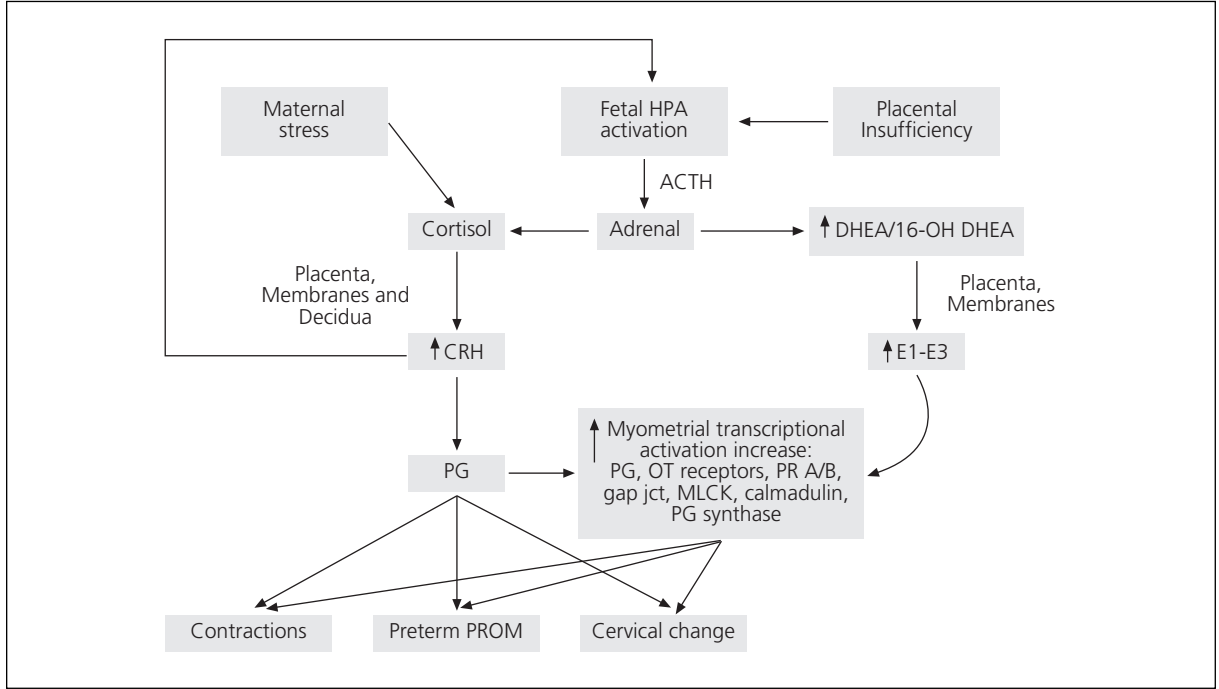 Maternal
stress
Fetal HPA
activation
Placental
Insufficiency
ACTH
Cortisol
Adrenal
DHEA/16-OH DHEA
Placenta,
Membranes and
Decidua
Placenta,
Membranes
CRH
E1-E3
Myometrial transcriptional
activation increase:
PG, OT receptors, PR A/B,
gap jct, MLCK, calmadulin,
PG synthase
PG
Contractions
Preterm PROM
Cervical change